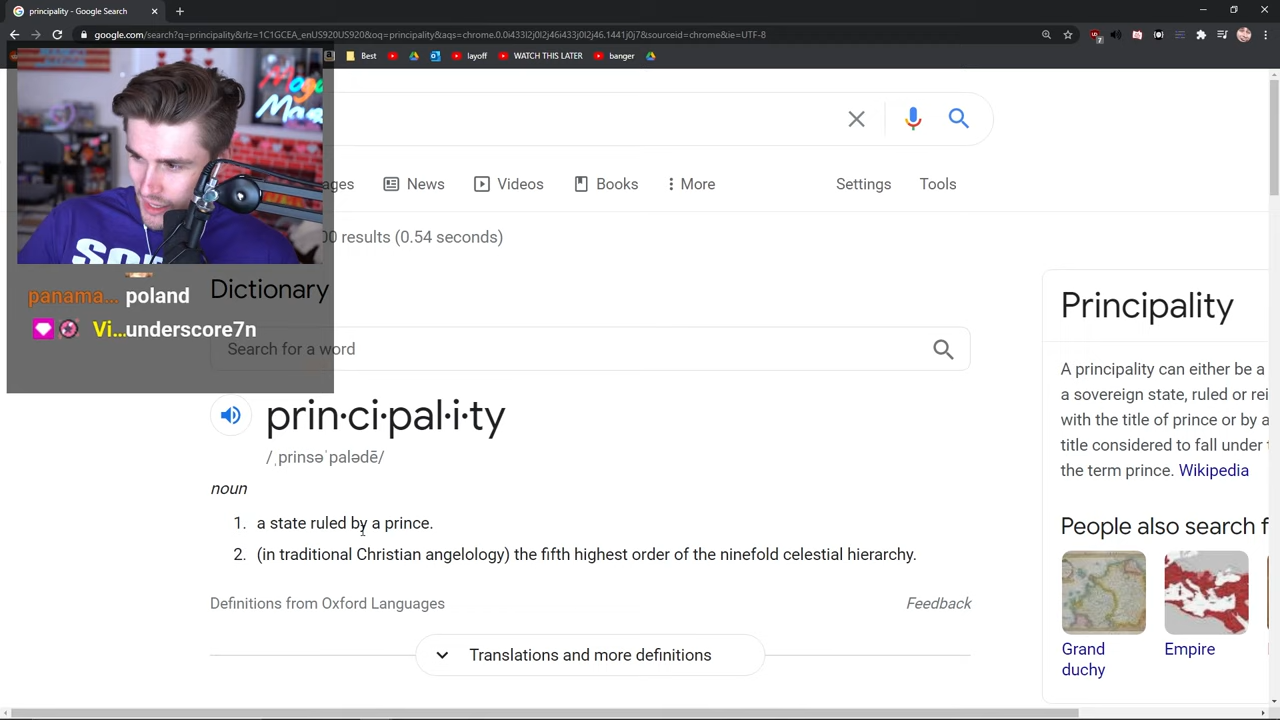 principality - Google Search
google.com/search?q=principality&rlz=1C1GCEA_enUS920US920&oq=principality&aqs=chrome.0.0i433l2j0l2j46i433j0l2j46.1441j0j7&sourceid=chrome&ie=UTF-8
Best layoff WATCH THIS LATER banger
ages News Videos Books More Settings Tools
00 results (0.54 seconds)
panama... poland
Vi...underscore7n
Dictionary
Search for a word
prin·ci·pal·i·ty
/ˌprinsəˈpalədē/
noun
1. a state ruled by a prince.
2. (in traditional Christian angelology) the fifth highest order of the ninefold celestial hierarchy.
Definitions from Oxford Languages Feedback
Translations and more definitions
Principality
A principality can either be a
a sovereign state, ruled or rei
with the title of prince or by a
title considered to fall under
the term prince. Wikipedia
People also search f
Grand
duchy
Empire